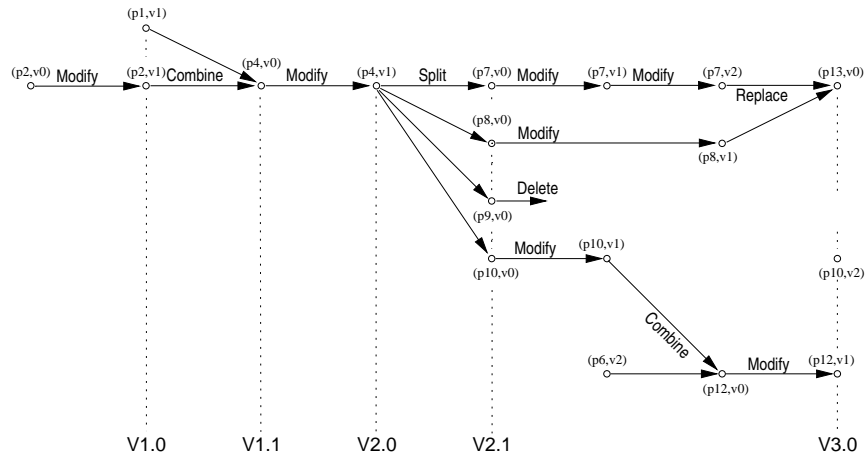 (p1,v1)
(p2,v0) Modify (p2,v1) Combine (p4,v0) Modify (p4,v1) Split (p7,v0) Modify (p7,v1) Modify (p7,v2) (p13,v0)
Replace
(p8,v0) Modify
(p8,v1)
Delete
(p9,v0)
Modify (p10,v1)
(p10,v0) (p10,v2)
Combine
(p6,v2) Modify (p12,v1)
(p12,v0)
V1.0 V1.1 V2.0 V2.1 V3.0